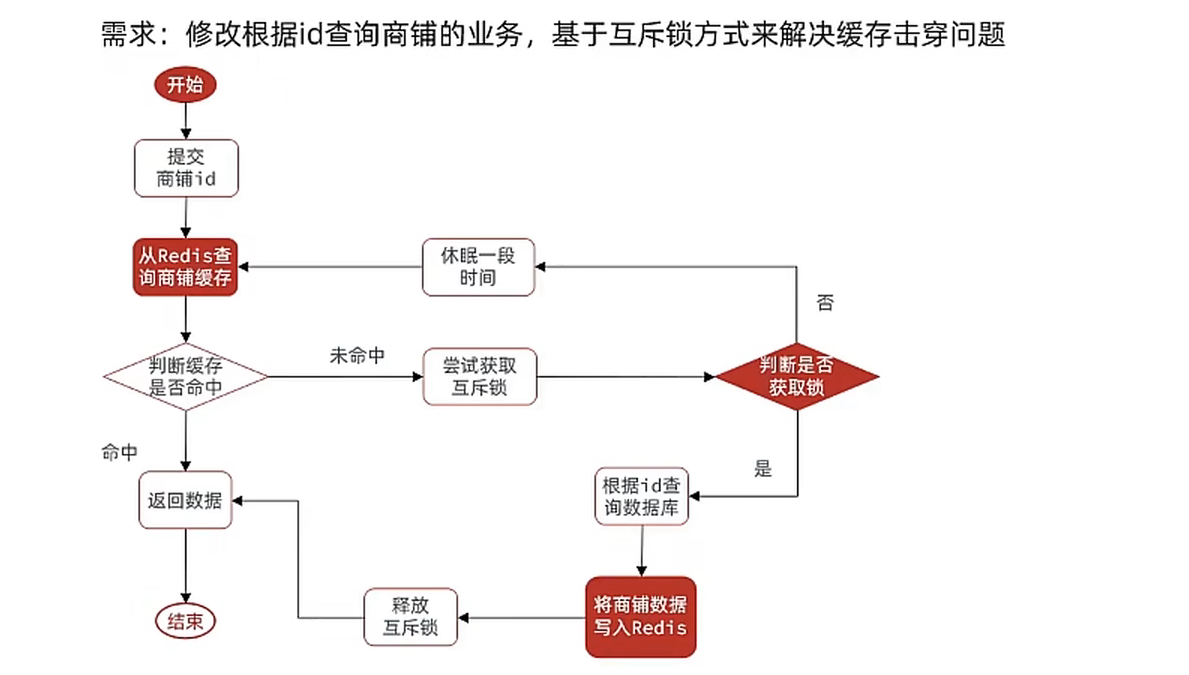 需求：修改根据id查询商铺的业务，基于互斥锁方式来解决缓存击穿问题
开始
提交
商铺id
从Redis查
询商铺缓存
休眠一段
时间
否
判断缓存
是否命中
未命中
尝试获取
互斥锁
判断是否
获取锁
命中
是
返回数据
根据id查
询数据库
释放
互斥锁
将商铺数据
写入Redis
结束